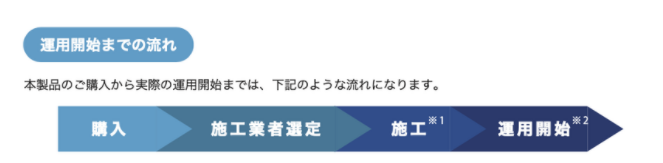 運用開始までの流れ
本製品のご購入から実際の運用開始までは、下記のような流れになります。
購入 施工業者選定 施工※1 運用開始※2